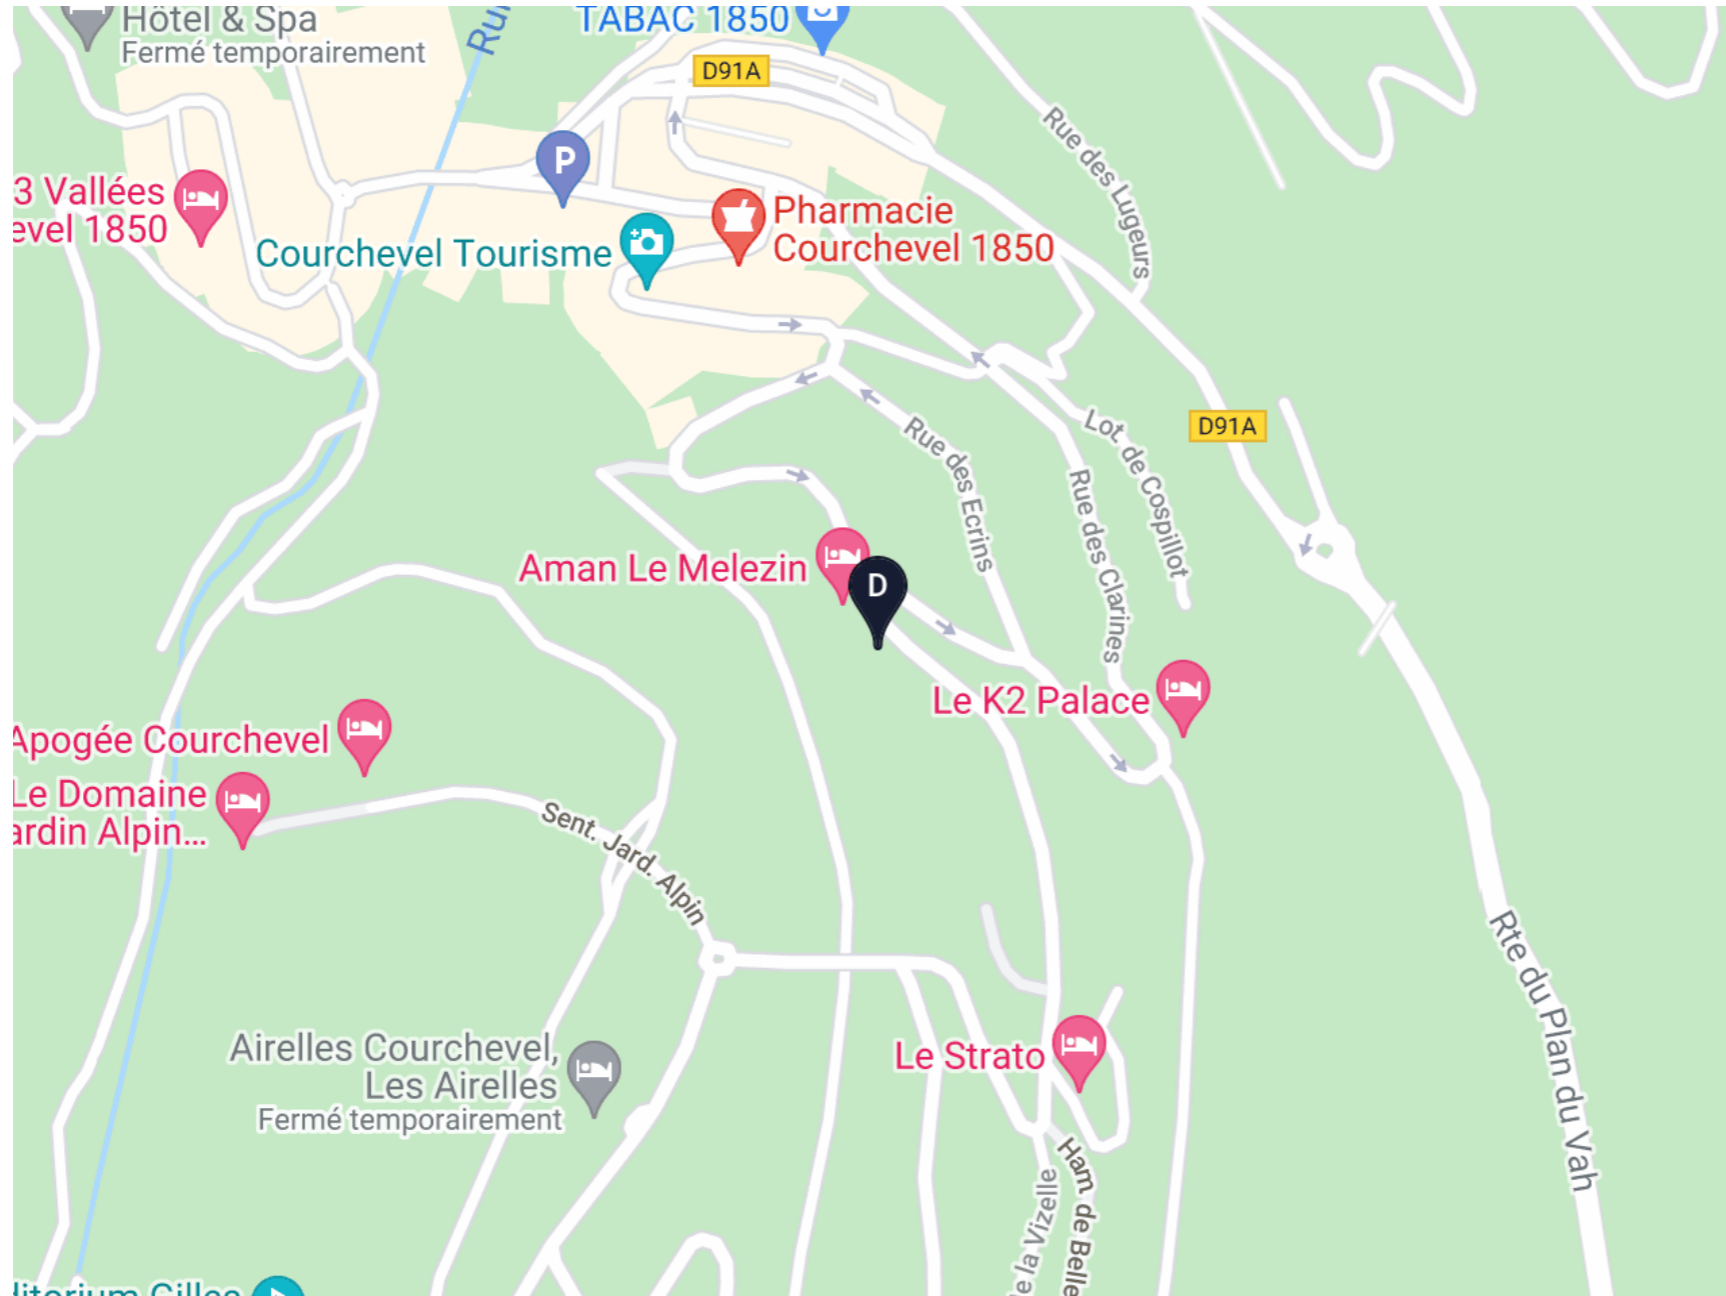 Hôtel & Spa
Fermé temporairement
TABAC 1850
D91A
P
Rue des Lugeurs
3 Vallées
evel 1850
Courchevel Tourisme
Pharmacie
Courchevel 1850
D91A
Lot. de Cospillot
Rue des Ecrins
Rue des Clarines
Aman Le Melezin
D
Le K2 Palace
Apogée Courchevel
Le Domaine
ardin Alpin...
Sent. Jard. Alpin
Rte du Plan du Vah
Airelles Courchevel,
Les Airelles
Fermé temporairement
Le Strato
Ham. de Belle
e la Vizelle